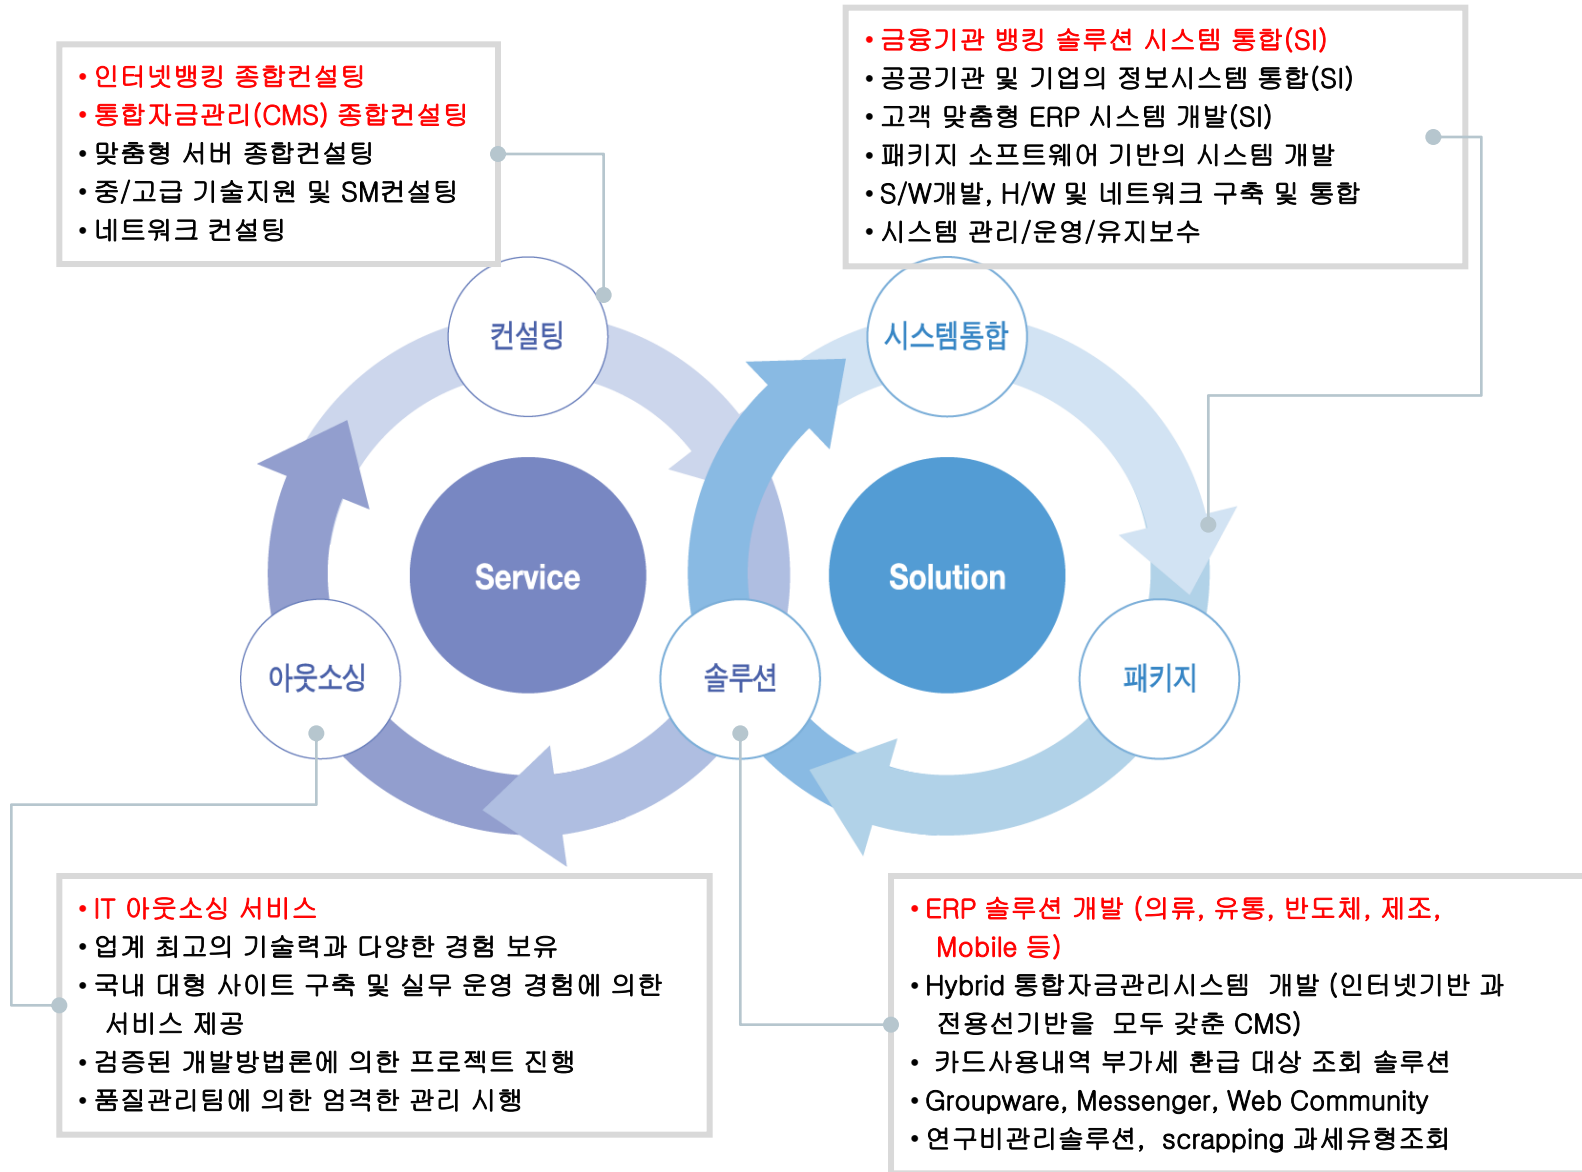 • 인터넷뱅킹 종합컨설팅
• 통합자금관리(CMS) 종합컨설팅
• 맞춤형 서버 종합컨설팅
• 중/고급 기술지원 및 SM컨설팅
• 네트워크 컨설팅
• 금융기관 뱅킹 솔루션 시스템 통합(SI)
• 공공기관 및 기업의 정보시스템 통합(SI)
• 고객 맞춤형 ERP 시스템 개발(SI)
• 패키지 소프트웨어 기반의 시스템 개발
• S/W개발, H/W 및 네트워크 구축 및 통합
• 시스템 관리/운영/유지보수
컨설팅
시스템통합
Service
Solution
아웃소싱
솔루션
패키지
• IT 아웃소싱 서비스
• 업계 최고의 기술력과 다양한 경험 보유
• 국내 대형 사이트 구축 및 실무 운영 경험에 의한
서비스 제공
• 검증된 개발방법론에 의한 프로젝트 진행
• 품질관리팀에 의한 엄격한 관리 시행
• ERP 솔루션 개발 (의류, 유통, 반도체, 제조,
Mobile 등)
• Hybrid 통합자금관리시스템 개발 (인터넷기반 과
전용선기반을 모두 갖춘 CMS)
• 카드사용내역 부가세 환급 대상 조회 솔루션
• Groupware, Messenger, Web Community
• 연구비관리솔루션, scrapping 과세유형조회